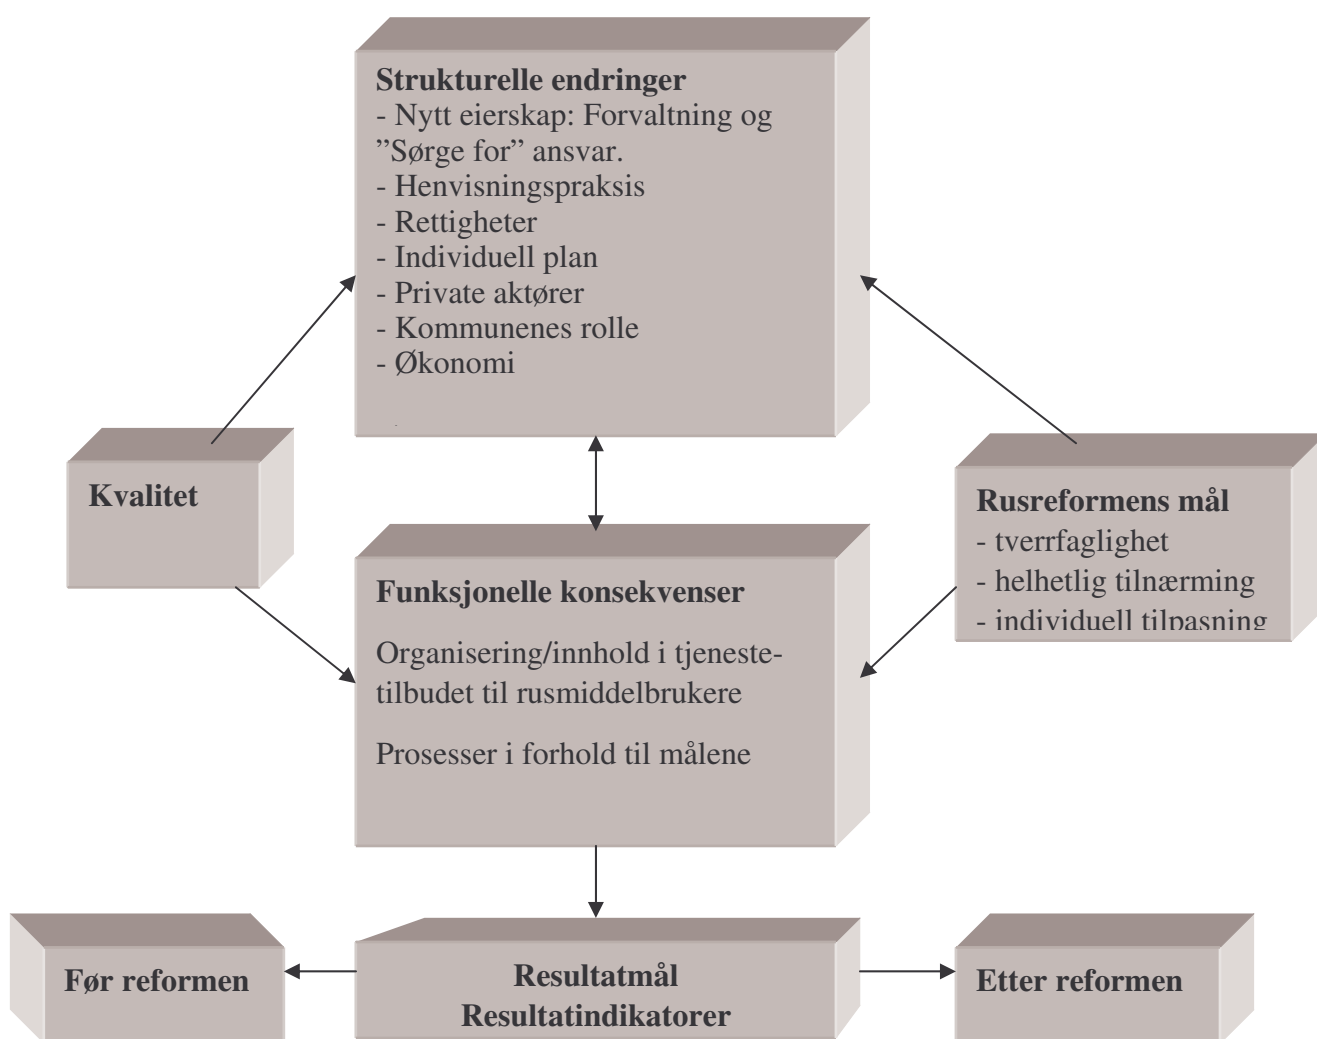 Strukturelle endringer
- Nytt eierskap: Forvaltning og
”Sørge for” ansvar.
- Henvisningspraksis
- Rettigheter
- Individuell plan
- Private aktører
- Kommunenes rolle
- Økonomi
Kvalitet
Rusreformens mål
- tverrfaglighet
- helhetlig tilnærming
- individuell tilpasning
Funksjonelle konsekvenser
Organisering/innhold i tjeneste-
tilbudet til rusmiddelbrukere
Prosesser i forhold til målene
Før reformen
Resultatmål
Resultatindikatorer
Etter reformen